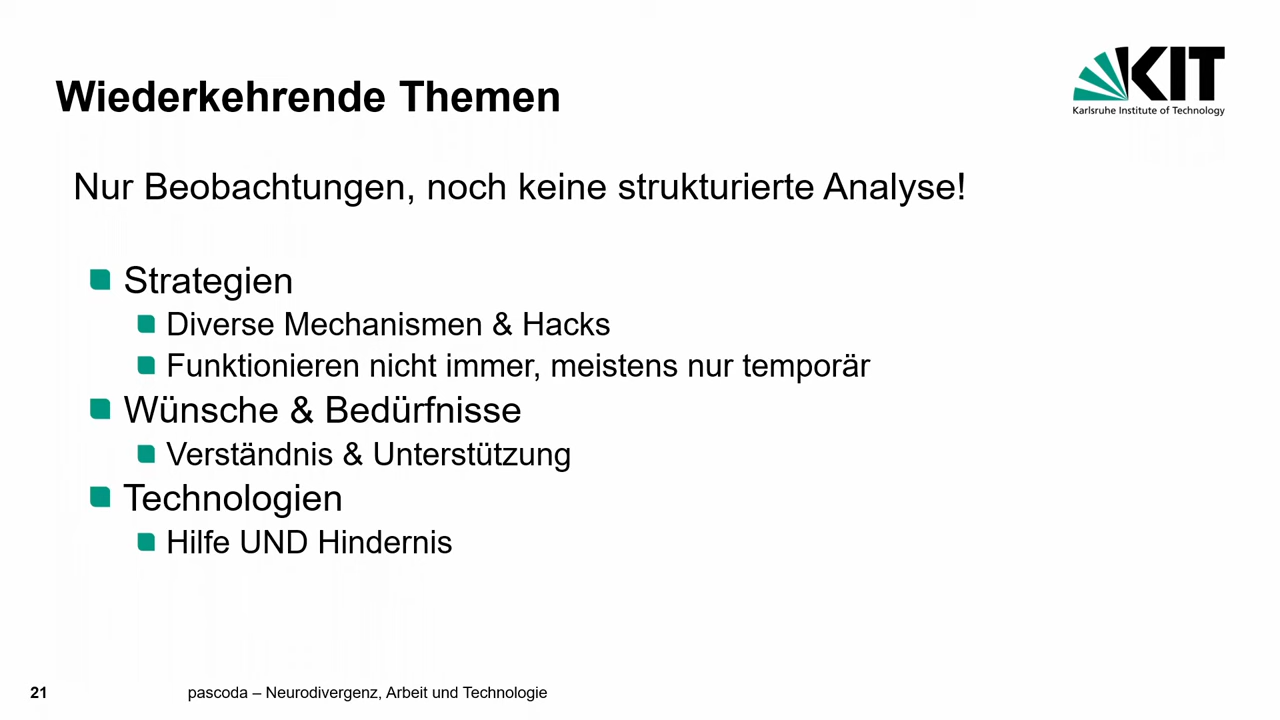 Wiederkehrende Themen
KIT
Karlsruhe Institute of Technology
Nur Beobachtungen, noch keine strukturierte Analyse!
Strategien
Diverse Mechanismen & Hacks
Funktionieren nicht immer, meistens nur temporär
Wünsche & Bedürfnisse
Verständnis & Unterstützung
Technologien
Hilfe UND Hindernis
21
pascoda – Neurodivergenz, Arbeit und Technologie